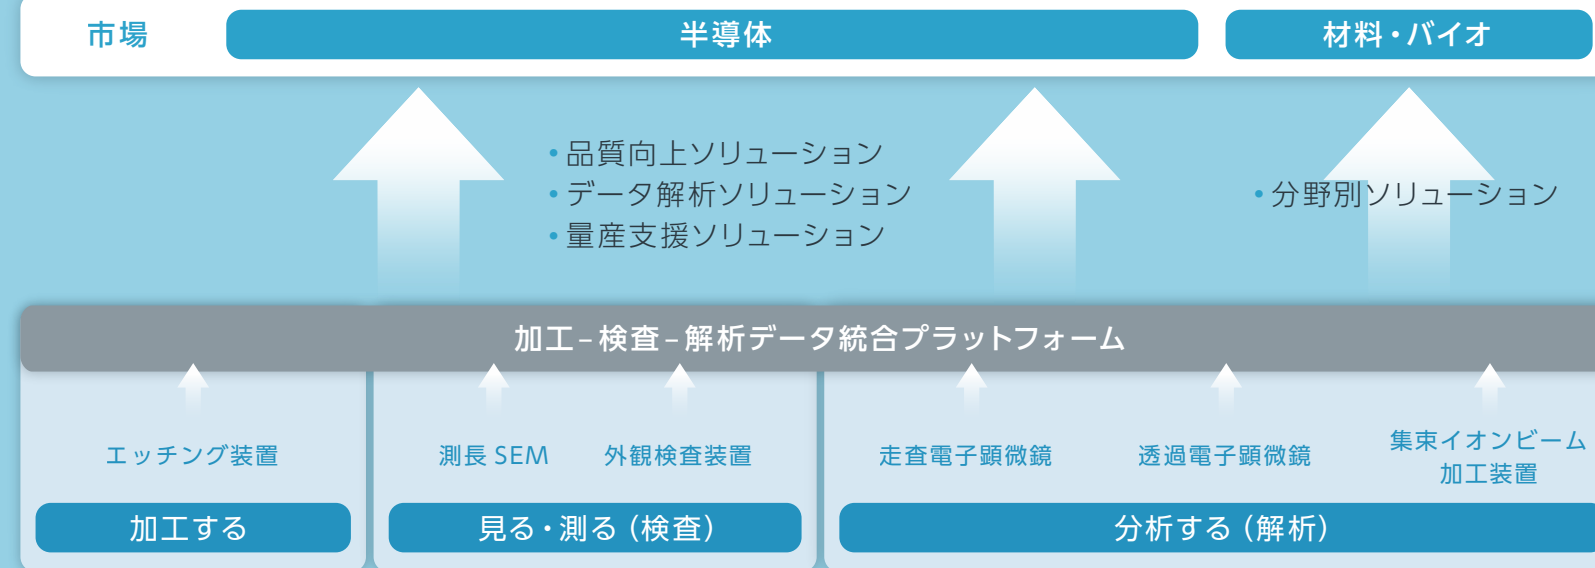 市場
半導体
材料・バイオ
・品質向上ソリューション
・データ解析ソリューション
・量産支援ソリューション
・分野別ソリューション
加工–検査–解析データ統合プラットフォーム
エッチング装置
測長 SEM
外観検査装置
走査電子顕微鏡
透過電子顕微鏡
集束イオンビーム
加工装置
加工する
見る・測る（検査）
分析する（解析）